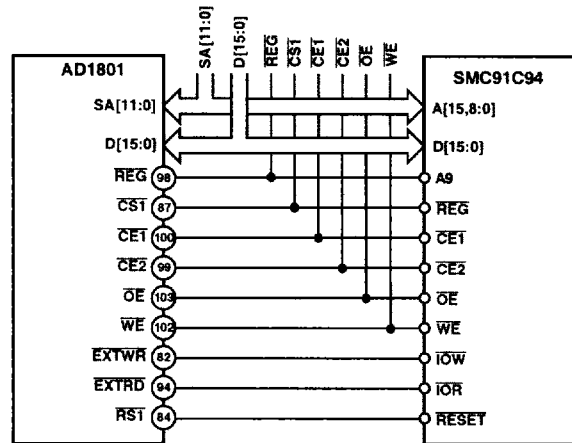 SA[11:0]
D[15:0]
REG
CS1
CE1
CE2
OE
WE
AD1801
SMC91C94
SA[11:0]
A[15,8:0]
D[15:0]
D[15:0]
REG 98
A9
CS1 87
REG
CE1 100
CE1
CE2 99
CE2
OE 103
OE
WE 102
WE
EXTWR 82
IOW
EXTRD 94
IOR
RS1 84
RESET